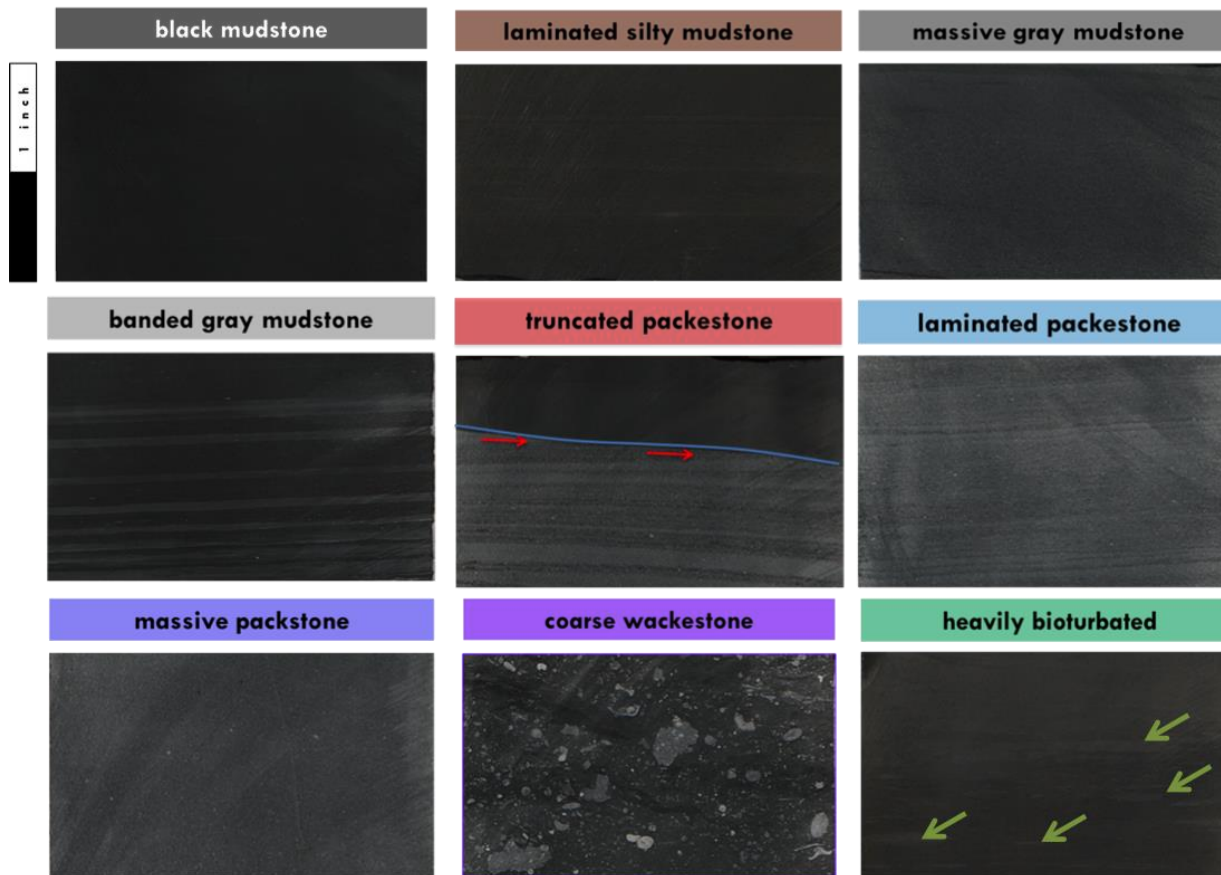 black mudstone
laminated silty mudstone
massive gray mudstone
1 inch
banded gray mudstone
truncated packestone
laminated packestone
massive packstone
coarse wackestone
heavily bioturbated